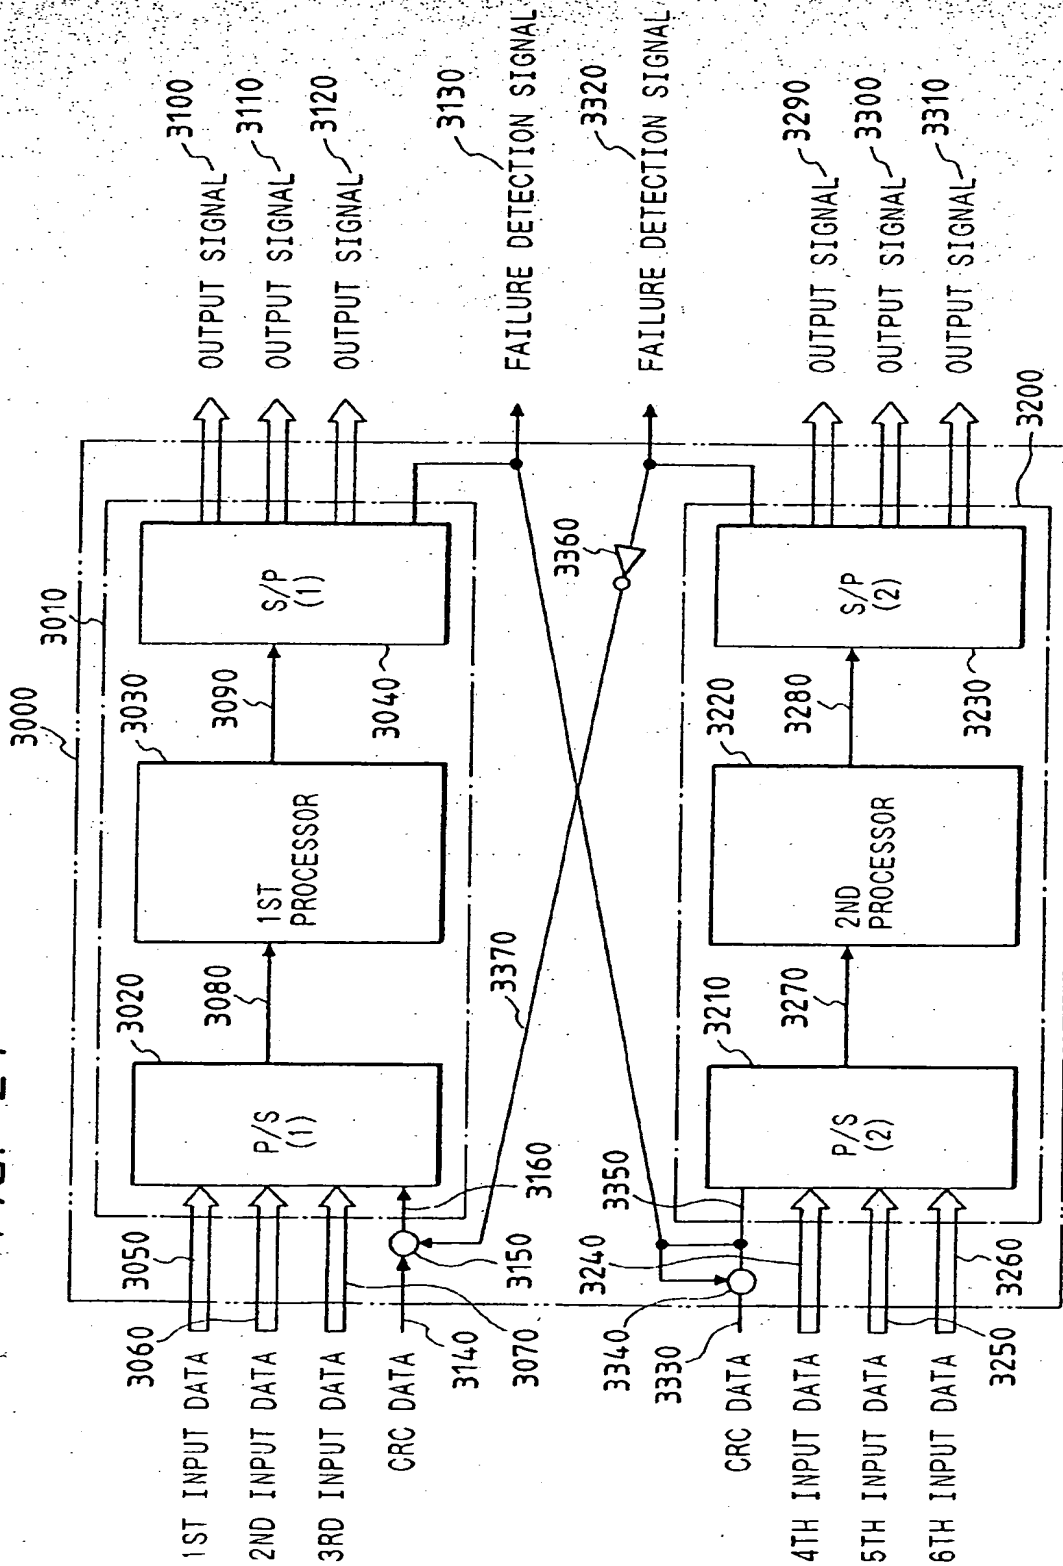 3000
3010
1ST INPUT DATA
3050
3020
3030
3100
OUTPUT SIGNAL
2ND INPUT DATA
3060
P/S
(1)
3080
1ST
PROCESSOR
3090
S/P
(1)
3110
OUTPUT SIGNAL
3RD INPUT DATA
3070
3040
3120
OUTPUT SIGNAL
CRC DATA
3140
3150
3160
3370
3130
FAILURE DETECTION SIGNAL
3360
3320
FAILURE DETECTION SIGNAL
CRC DATA
3330
3340
3240
3350
3210
3220
4TH INPUT DATA
3290
OUTPUT SIGNAL
5TH INPUT DATA
P/S
(2)
3270
2ND
PROCESSOR
3280
S/P
(2)
3300
OUTPUT SIGNAL
6TH INPUT DATA
3250
3260
3230
3310
OUTPUT SIGNAL
3200